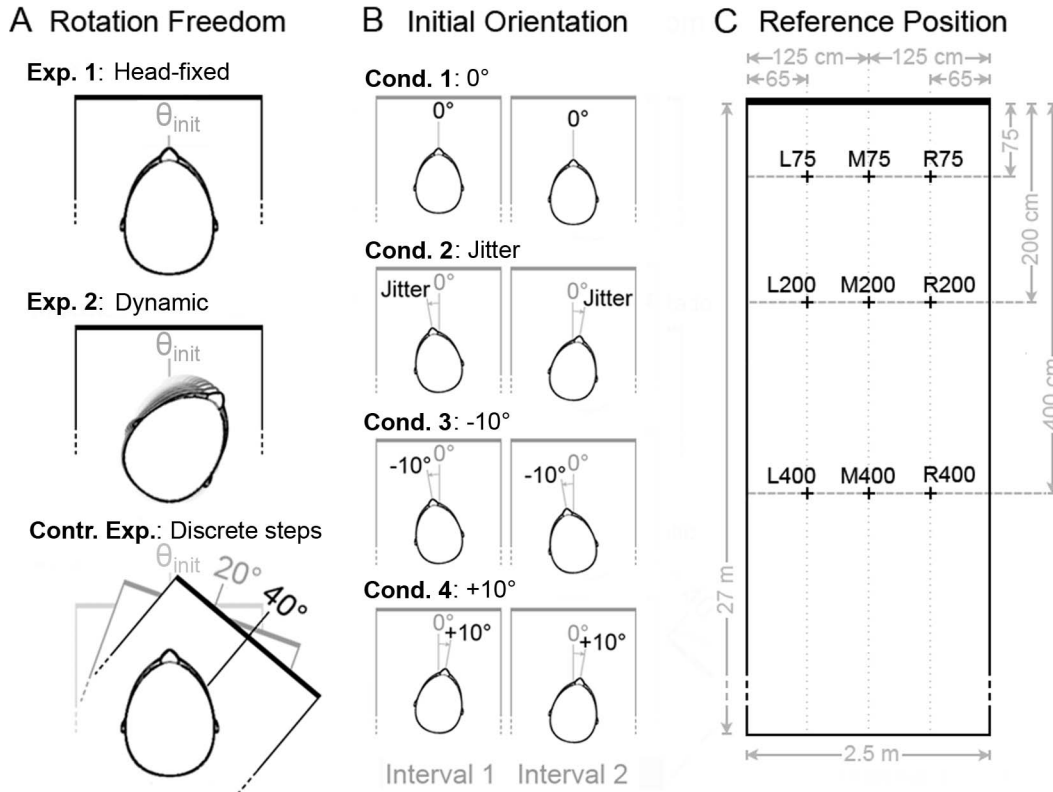 A Rotation Freedom
Exp. 1: Head-fixed
θinit
Exp. 2: Dynamic
θinit
Contr. Exp.: Discrete steps
θinit
20°
40°
B Initial Orientation
Cond. 1: 0°
0°
0°
Cond. 2: Jitter
Jitter
0°
0°
Jitter
Cond. 3: -10°
-10°
0°
-10°
0°
Cond. 4: +10°
0°
+10°
0°
+10°
Interval 1
Interval 2
C Reference Position
125 cm
125 cm
65
65
75
L75
M75
R75
200 cm
L200
M200
R200
400 cm
L400
M400
R400
27 m
2.5 m